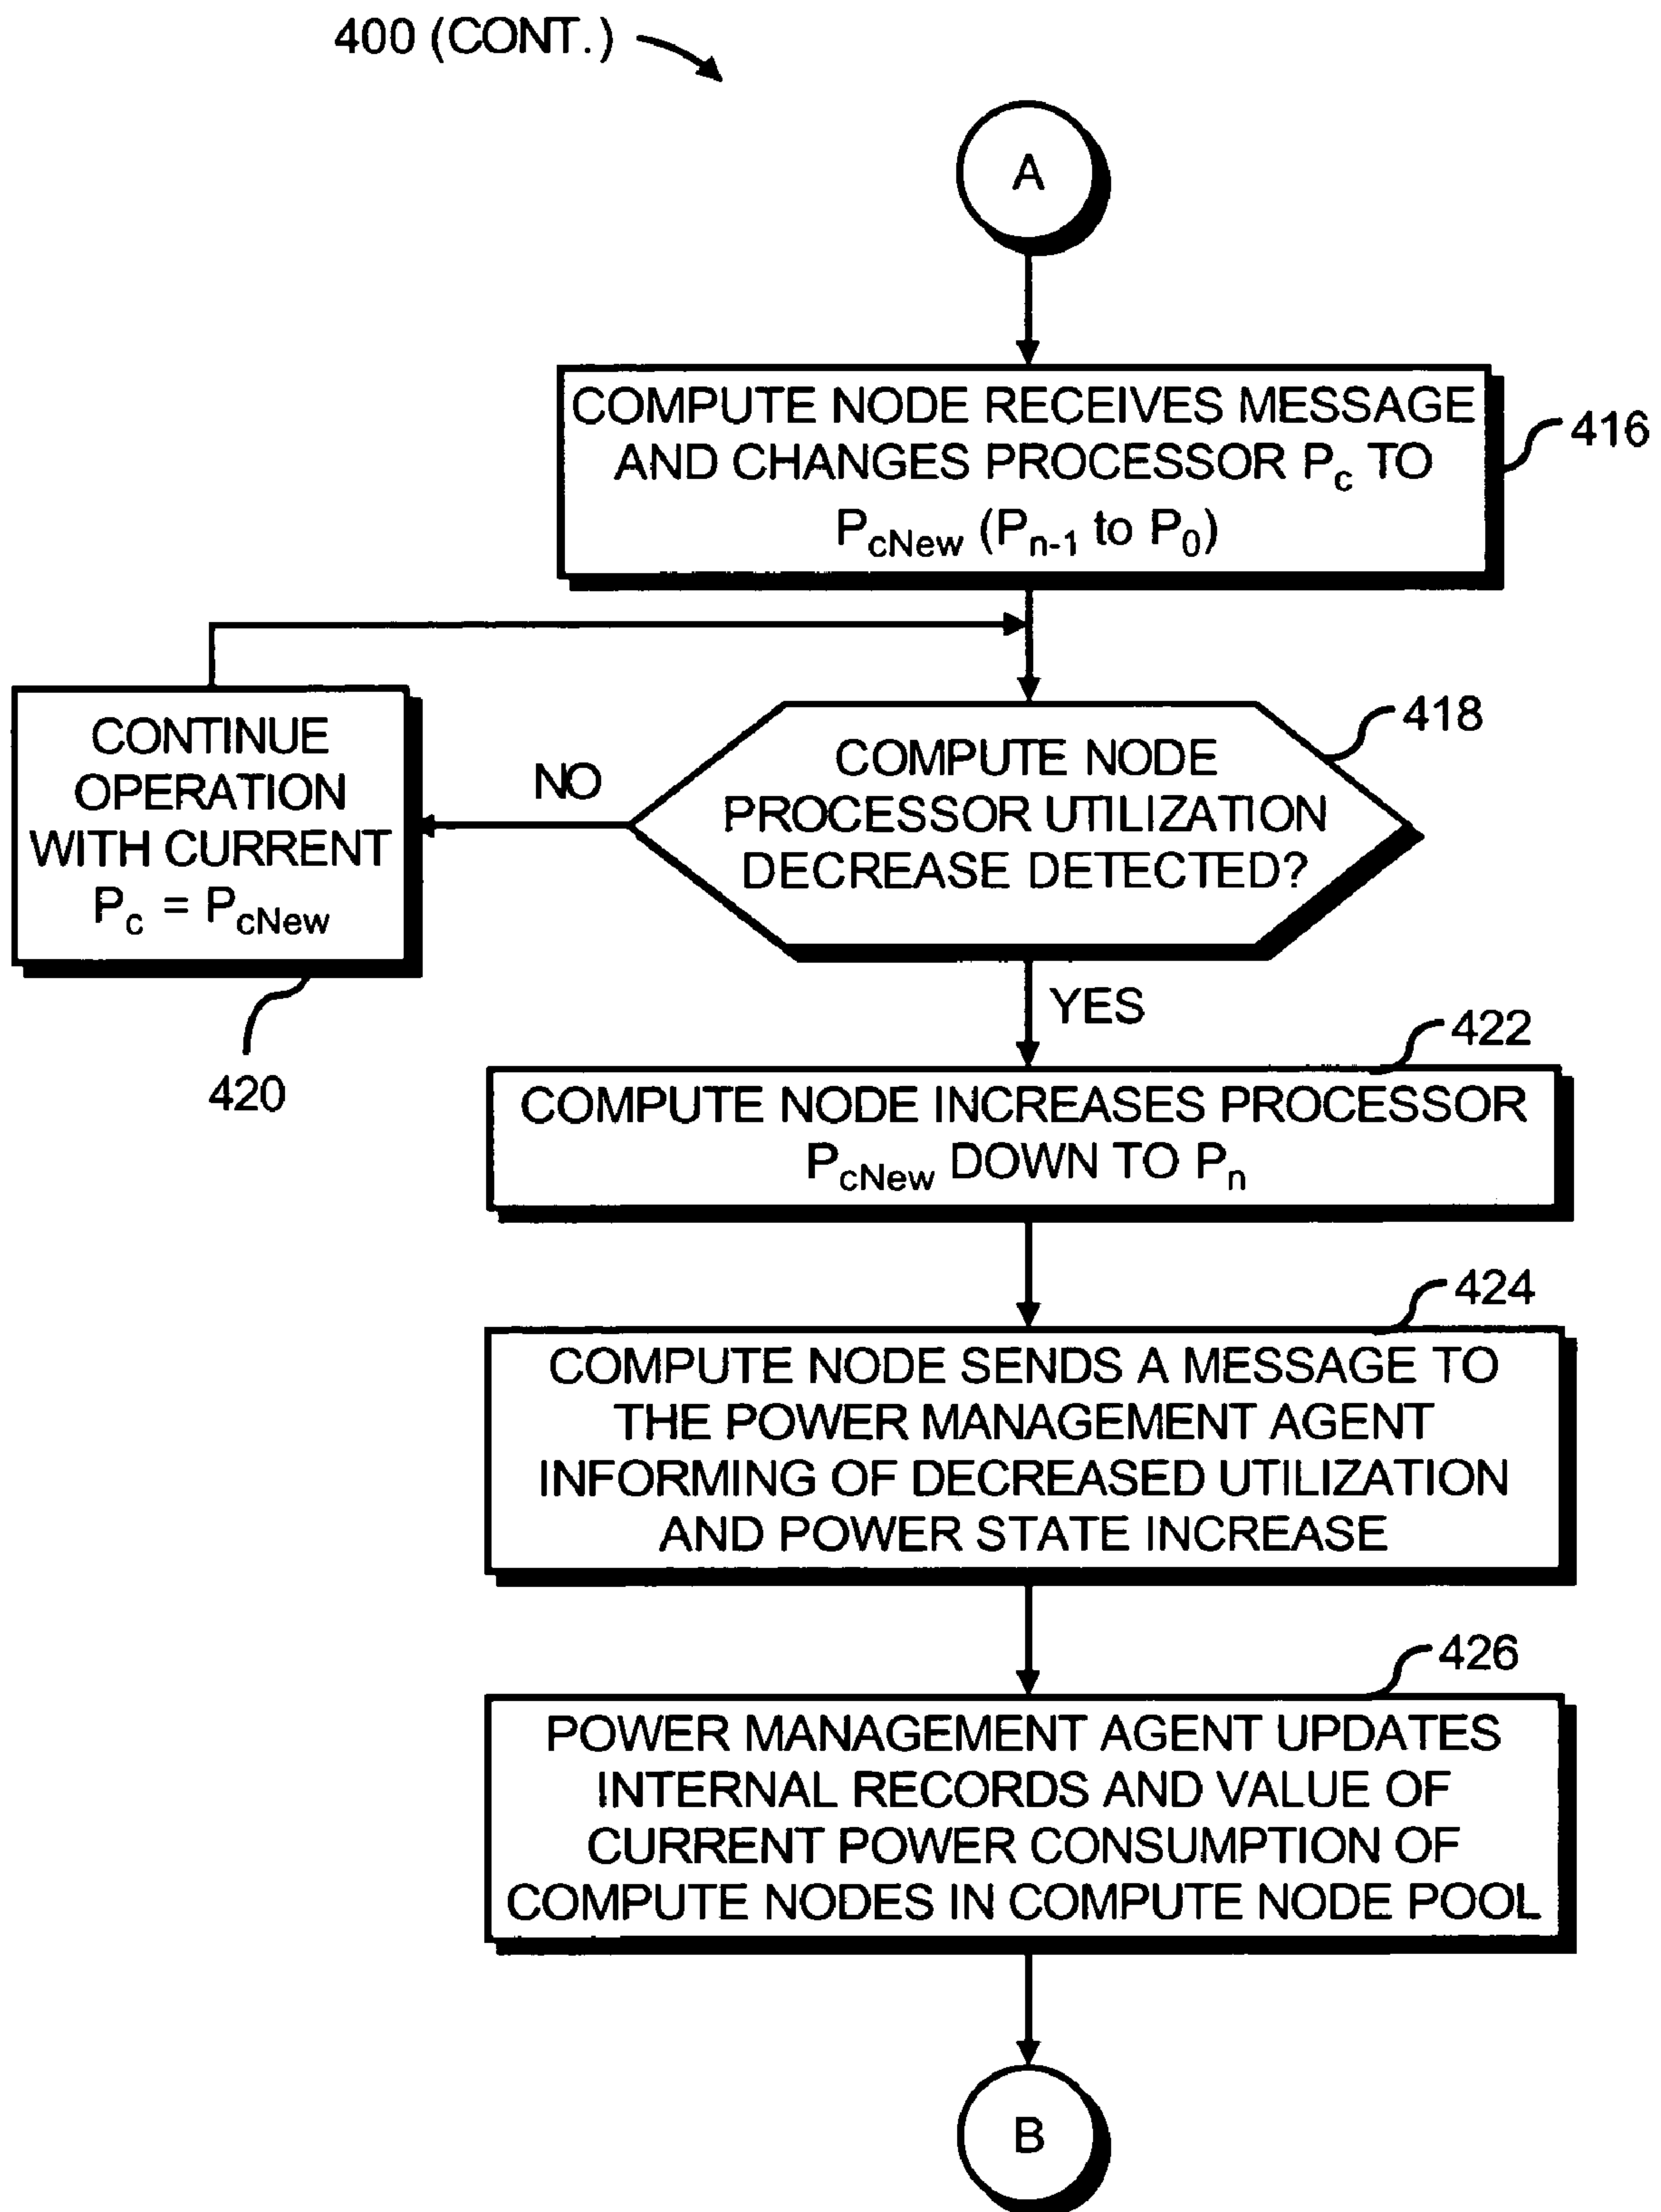 400 (CONT.)
A
COMPUTE NODE RECEIVES MESSAGE
AND CHANGES PROCESSOR Pc TO
PcNew (Pn-1 to P0)
416
418
COMPUTE NODE
PROCESSOR UTILIZATION
DECREASE DETECTED?
NO
CONTINUE
OPERATION
WITH CURRENT
Pc = PcNew
420
YES
422
COMPUTE NODE INCREASES PROCESSOR
PcNew DOWN TO Pn
424
COMPUTE NODE SENDS A MESSAGE TO
THE POWER MANAGEMENT AGENT
INFORMING OF DECREASED UTILIZATION
AND POWER STATE INCREASE
426
POWER MANAGEMENT AGENT UPDATES
INTERNAL RECORDS AND VALUE OF
CURRENT POWER CONSUMPTION OF
COMPUTE NODES IN COMPUTE NODE POOL
B